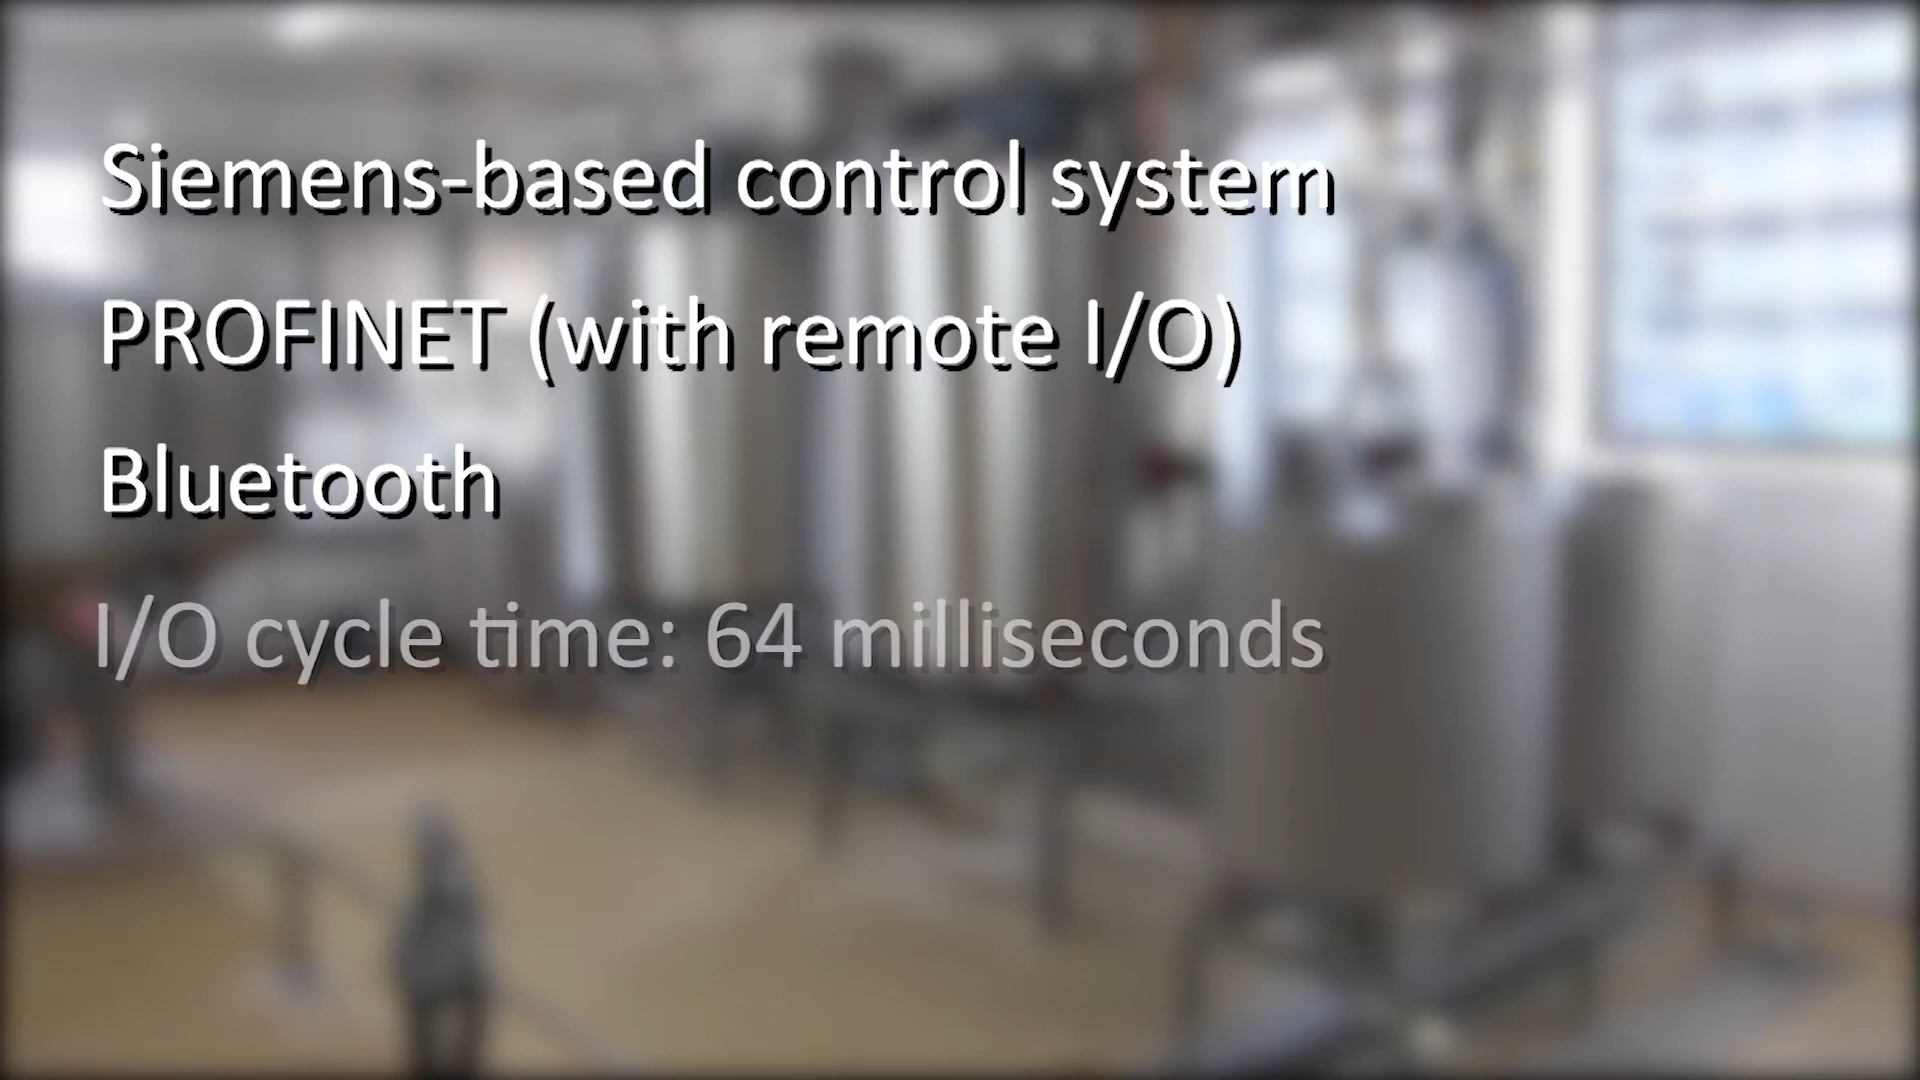 Siemens-based control system
PROFINET (with remote I/O)
Bluetooth
I/O cycle time: 64 milliseconds